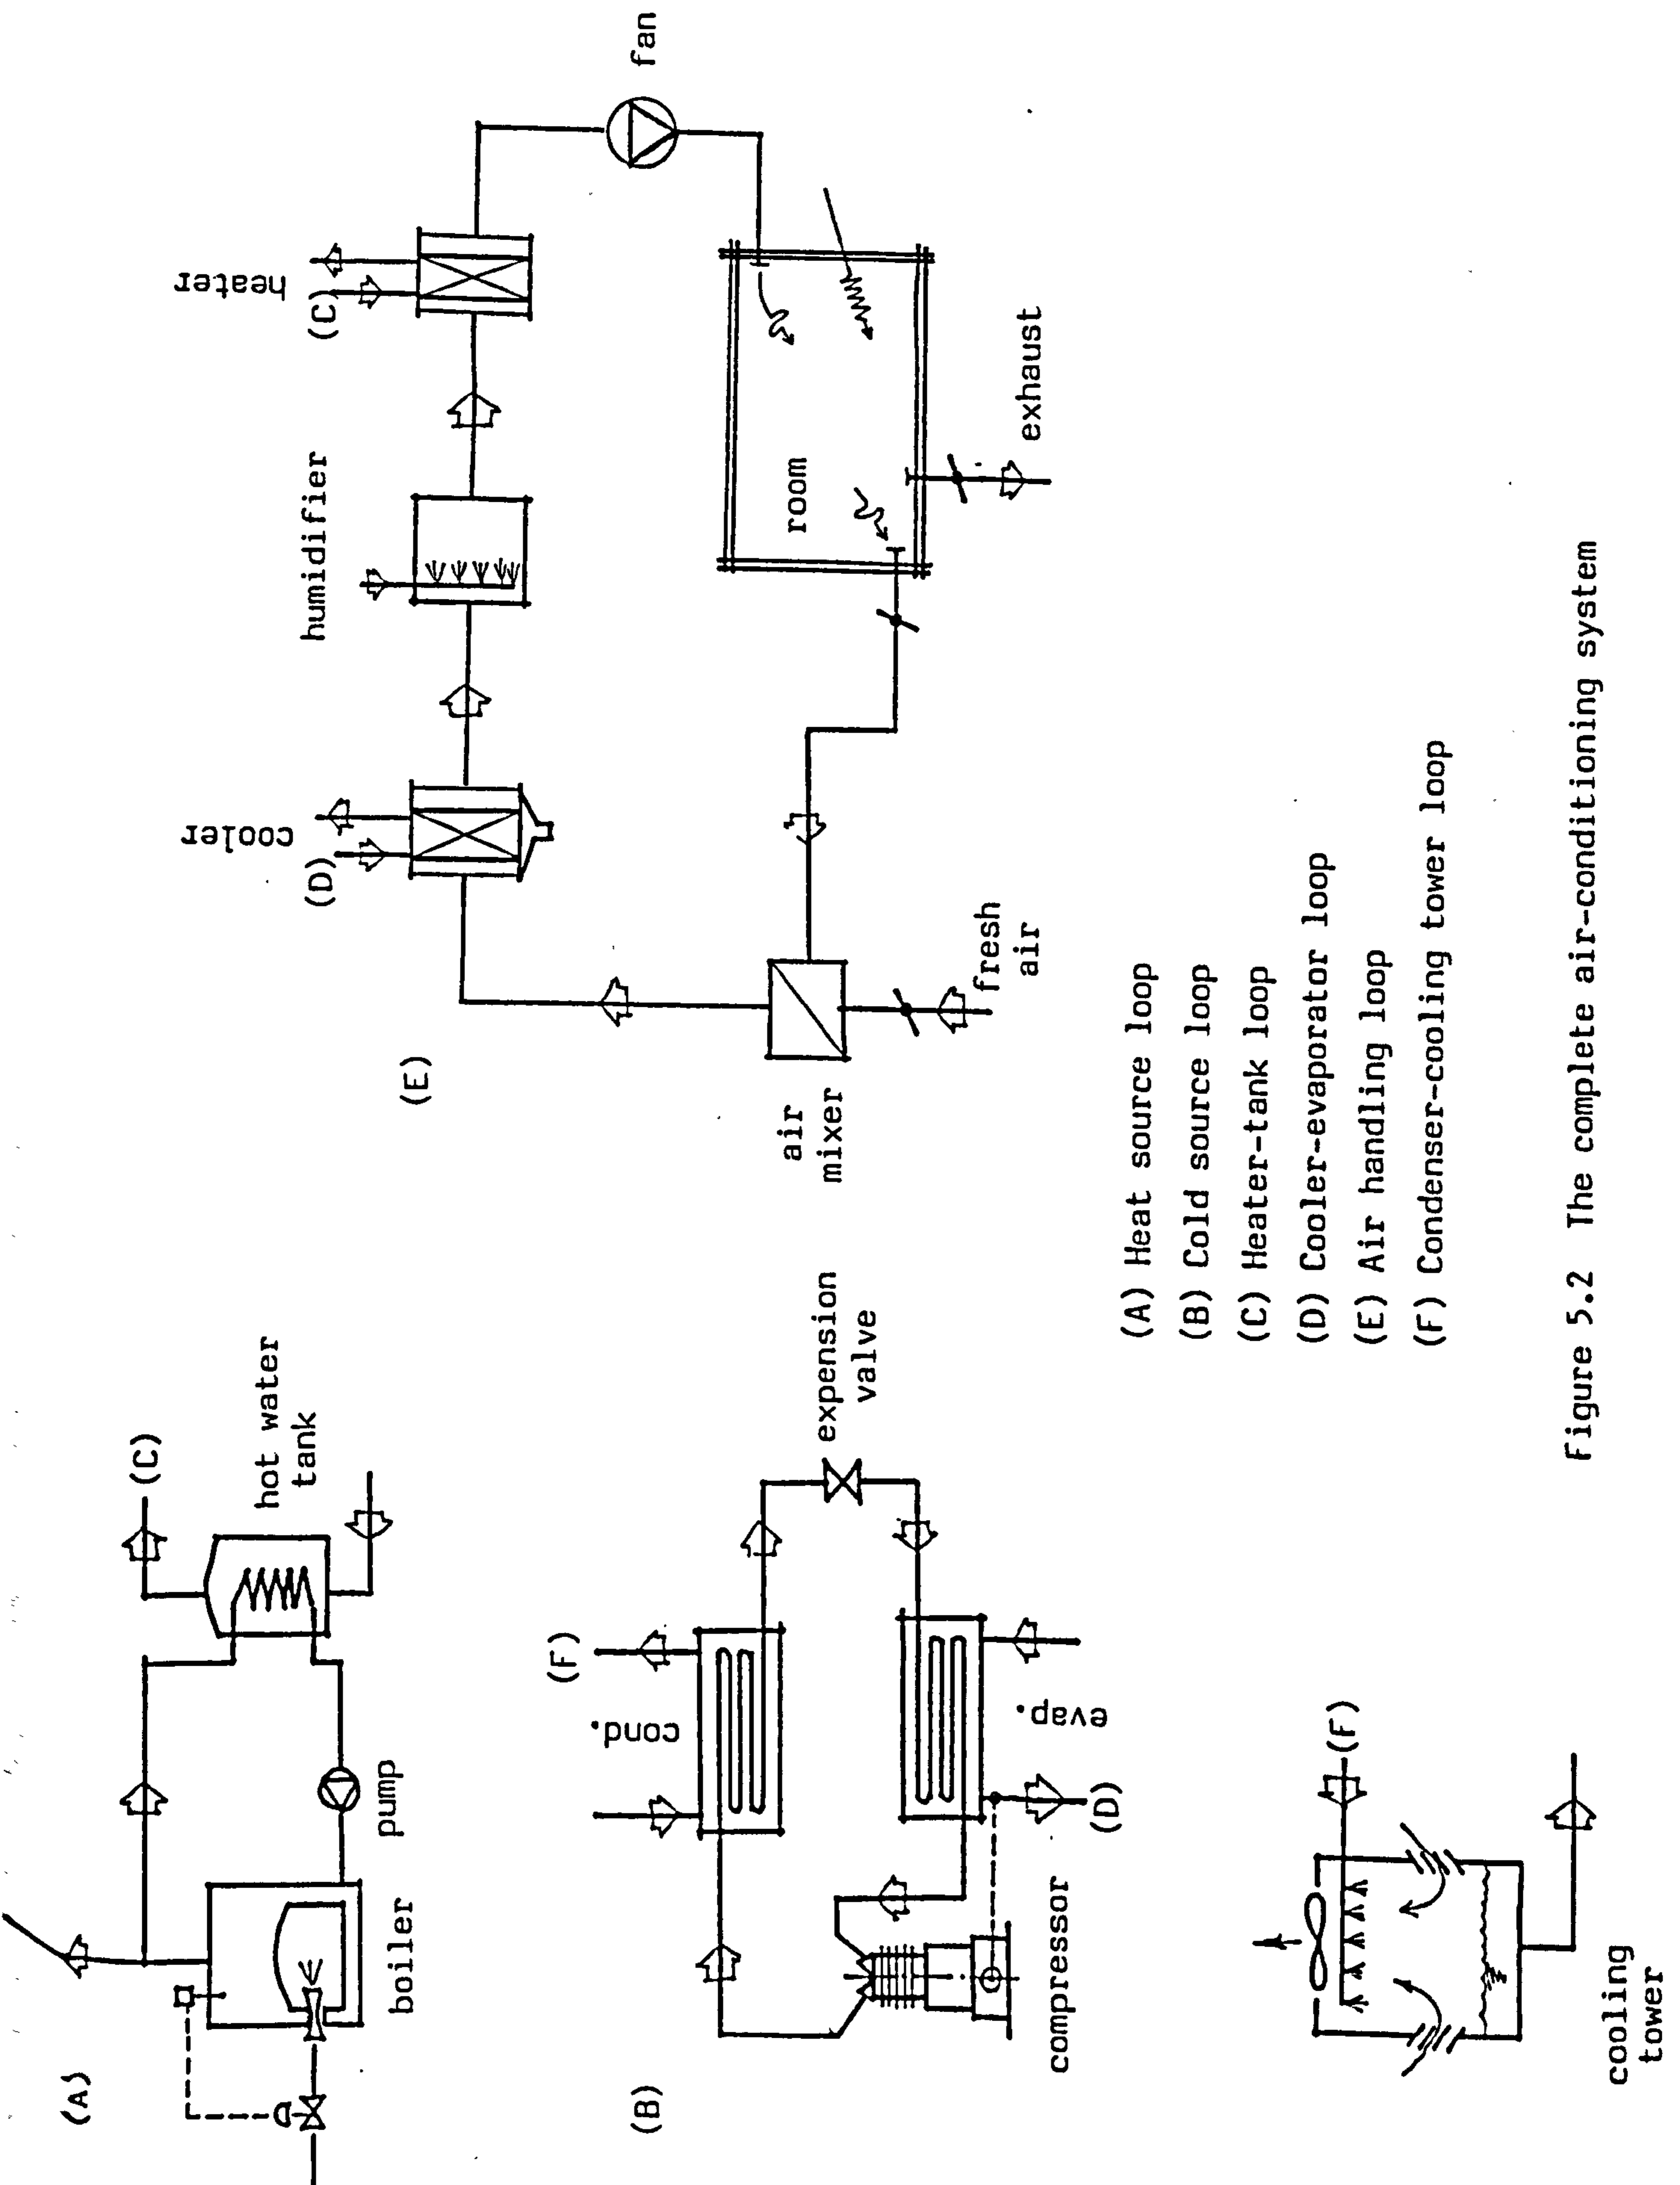 (A)
boiler
pump
hot water
tank
(C)
(B)
cond.
(F)
expension
valve
compressor
evap.
(D)
cooling
tower
(F)
(E)
air
mixer
fresh
air
(D)
cooler
humidifier
(C)
heater
fan
room
exhaust
(A) Heat source loop
(B) Cold source loop
(C) Heater-tank loop
(D) Cooler-evaporator loop
(E) Air handling loop
(F) Condenser-cooling tower loop
Figure 5.2 The complete air-conditioning system